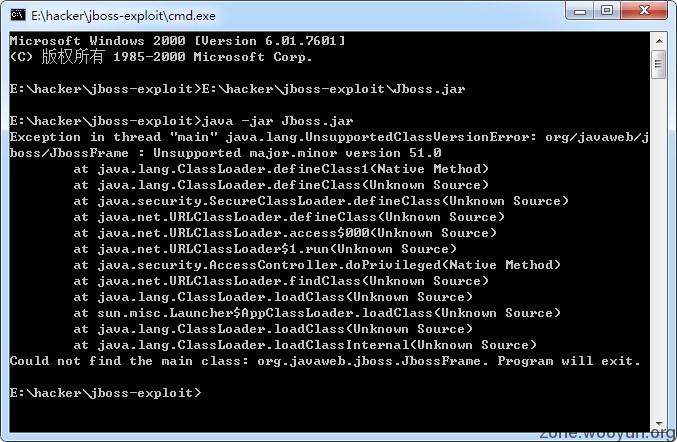 E:\hacker\jboss-exploit\cmd.exe
Microsoft Windows 2000 [Version 6.01.7601]
(C) 版权所有 1985-2000 Microsoft Corp.
E:\hacker\jboss-exploit>E:\hacker\jboss-exploit\Jboss.jar
E:\hacker\jboss-exploit>java -jar Jboss.jar
Exception in thread "main" java.lang.UnsupportedClassVersionError: org/javaweb/j
boss/JbossFrame : Unsupported major.minor version 51.0
at java.lang.ClassLoader.defineClass1(Native Method)
at java.lang.ClassLoader.defineClass(Unknown Source)
at java.security.SecureClassLoader.defineClass(Unknown Source)
at java.net.URLClassLoader.defineClass(Unknown Source)
at java.net.URLClassLoader.access$000(Unknown Source)
at java.net.URLClassLoader$1.run(Unknown Source)
at java.security.AccessController.doPrivileged(Native Method)
at java.net.URLClassLoader.findClass(Unknown Source)
at java.lang.ClassLoader.loadClass(Unknown Source)
at sun.misc.Launcher$AppClassLoader.loadClass(Unknown Source)
at java.lang.ClassLoader.loadClass(Unknown Source)
at java.lang.ClassLoader.loadClassInternal(Unknown Source)
Could not find the main class: org.javaweb.jboss.JbossFrame. Program will exit.
E:\hacker\jboss-exploit>
zone.wooyun.org